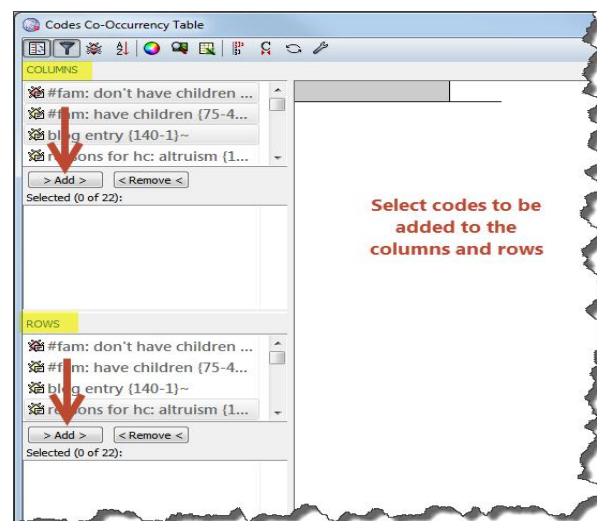 Codes Co-Occurrency Table
COLUMNS
#fam: don't have children ...
#fam: have children {75-4...
blog entry {140-1}~
reasons for hc: altruism {1...
> Add >
< Remove <
Selected (0 of 22):
Select codes to be
added to the
columns and rows
ROWS
#fam: don't have children ...
#fam: have children {75-4...
blog entry {140-1}~
reasons for hc: altruism {1...
> Add >
< Remove <
Selected (0 of 22):